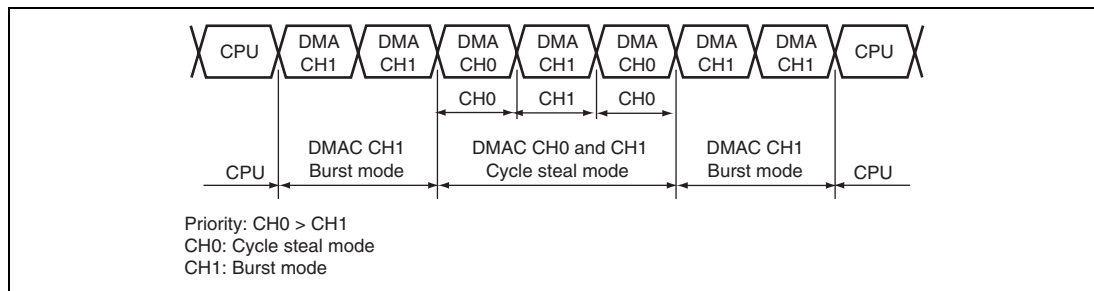 CPU DMA CH1 DMA CH1 DMA CH0 DMA CH1 DMA CH0 DMA CH1 DMA CH1 CPU
CH0 CH1 CH0
CPU DMAC CH1 Burst mode DMAC CH0 and CH1 Cycle steal mode DMAC CH1 Burst mode CPU
Priority: CH0 > CH1
CH0: Cycle steal mode
CH1: Burst mode